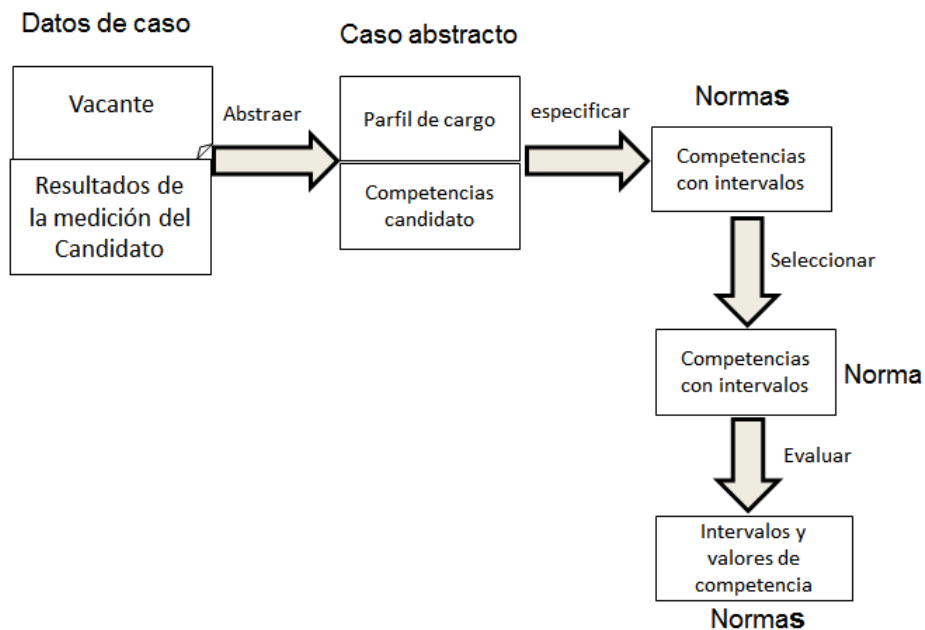 Datos de caso
Caso abstracto
Vacante
Abstraer
Parfil de cargo
especificar
Normas
Resultados de
la medición del
Candidato
Competencias
candidato
Competencias
con intervalos
Seleccionar
Competencias
con intervalos
Norma
Evaluar
Intervalos y
valores de
competencia
Normas